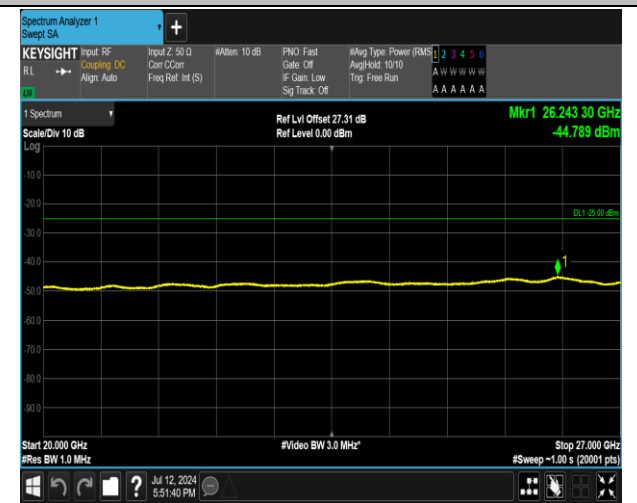 Spectrum Analyzer 1
Swept SA
KEYSIGHT
RL
Input: RF
Coupling: DC
Align: Auto
Input Z: 50 Ω
Corr CCorr
Freq Ref: Int (S)
#Atten: 10 dB
PNO: Fast
Gate: Off
IF Gain: Low
Sig Track: Off
#Avg Type: Power (RMS
Avg|Hold: 10/10
Trig: Free Run
1 2 3 4 5 6
A W W W W W
A A A A A A
1 Spectrum
Scale/Div 10 dB
Log
Ref Lvl Offset 27.31 dB
Ref Level 0.00 dBm
Mkr1 26.243 30 GHz
-44.789 dBm
-10.0
-20.0
DL1 -25.00 dBm
-30.0
-40.0
1
-50.0
-60.0
-70.0
-80.0
-90.0
Start 20.000 GHz
#Res BW 1.0 MHz
#Video BW 3.0 MHz*
Stop 27.000 GHz
#Sweep ~1.00 s (20001 pts)
?
Jul 12, 2024
5:51:40 PM